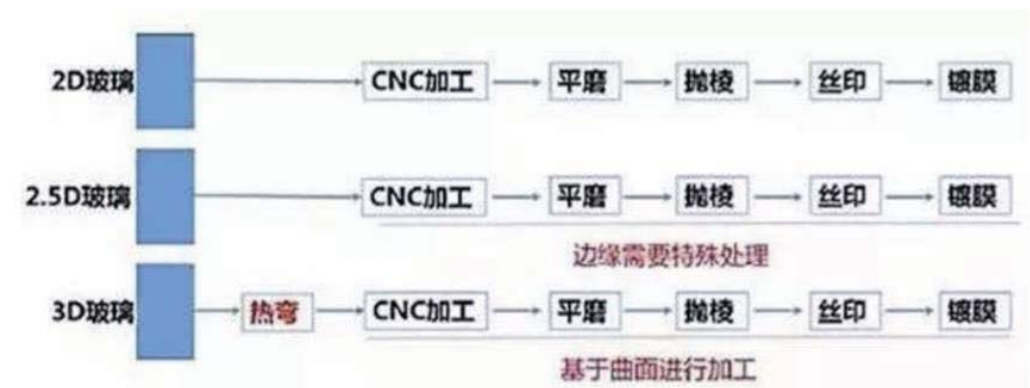 2D玻璃 CNC加工 平磨 抛棱 丝印 镀膜
2.5D玻璃 CNC加工 平磨 抛棱 丝印 镀膜
边缘需要特殊处理
3D玻璃 热弯 CNC加工 平磨 抛棱 丝印 镀膜
基于曲面进行加工